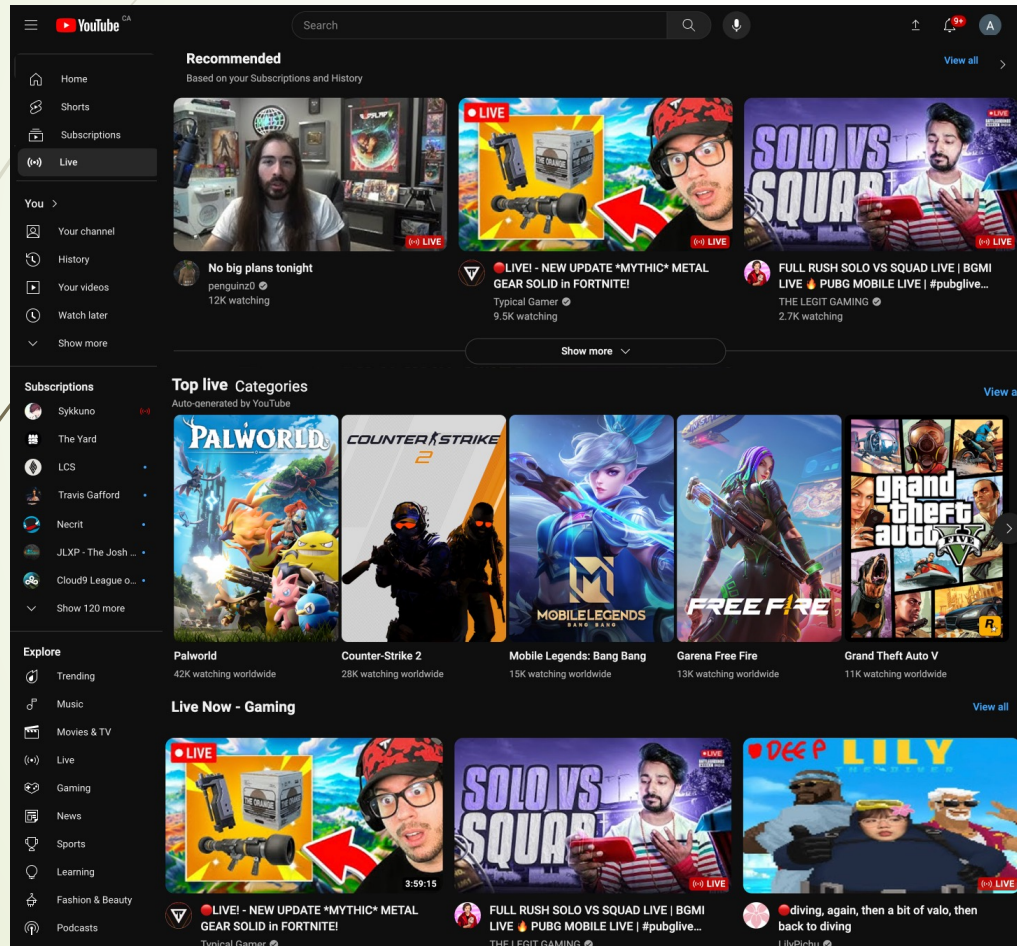 YouTube CA
Search
9+
A
Home
Shorts
Subscriptions
Live
You >
Your channel
History
Your videos
Watch later
Show more
Subscriptions
Sykkuno
The Yard
LCS
Travis Gafford
Necrit
JLXP - The Josh ...
Cloud9 League o...
Show 120 more
Explore
Trending
Music
Movies & TV
Live
Gaming
News
Sports
Learning
Fashion & Beauty
Podcasts
Recommended
View all
Based on your Subscriptions and History
LIVE
LIVE
THE ORANGE
LIVE
LIVE
SOLO VS
SQUAD
LIVE
No big plans tonight
penguinz0
12K watching
🔴LIVE! - NEW UPDATE *MYTHIC* METAL
GEAR SOLID in FORTNITE!
Typical Gamer
9.5K watching
FULL RUSH SOLO VS SQUAD LIVE | BGMI
LIVE 🔥 PUBG MOBILE LIVE | #pubglive...
THE LEGIT GAMING
2.7K watching
Show more
Top live Categories
View a
Auto-generated by YouTube
PALWORLD
COUNTER STRIKE
2
MOBILE LEGENDS
BANG BANG
FREE FIRE
grand
theft
auto
FIVE
R
Palworld
42K watching worldwide
Counter-Strike 2
28K watching worldwide
Mobile Legends: Bang Bang
15K watching worldwide
Garena Free Fire
13K watching worldwide
Grand Theft Auto V
11K watching worldwide
Live Now - Gaming
View all
LIVE
THE ORANGE
3:59:15
LIVE
SOLO VS
SQUAD
LIVE
DEEP LILY
THE DIVER
LIVE
🔴LIVE! - NEW UPDATE *MYTHIC* METAL
GEAR SOLID in FORTNITE!
Typical Gamer
FULL RUSH SOLO VS SQUAD LIVE | BGMI
LIVE 🔥 PUBG MOBILE LIVE | #pubglive...
THE LEGIT GAMING
🔴diving, again, then a bit of valo, then
back to diving
LilyPichu